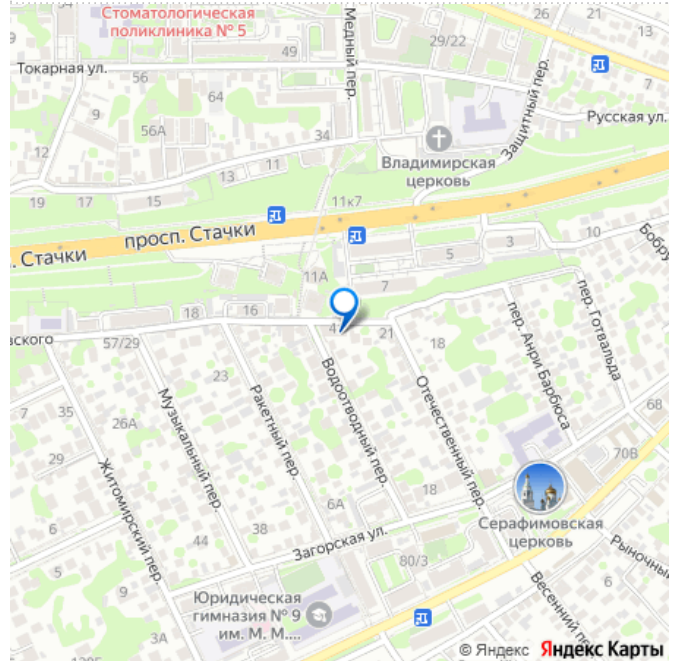 Стоматологическая
поликлиника № 5
Медный пер.
49
29/22
26
21
13
Токарная ул.
56
64
7
Защитный пер.
Русская ул.
56А
34
12
Владимирская
церковь
13
11
19
17
15
11к7
просп. Стачки
. Стачки
5
3
10
Бобру
11А
7
18
16
вского
57/29
4
21
18
пер. Анри Барбюса
пер. Готвальда
23
7
35
26А
Музыкальный пер.
Ракетный пер.
Водоотводный пер.
Отечественный пер.
68
29
70В
Житомирский пер.
6А
18
Серафимовская
церковь
5
44
38
Загорская ул.
80/3
Рыночный
6
9
Юридическая
гимназия № 9
им. М. М....
Весенний пе
3А
© Яндекс Яндекс Карты